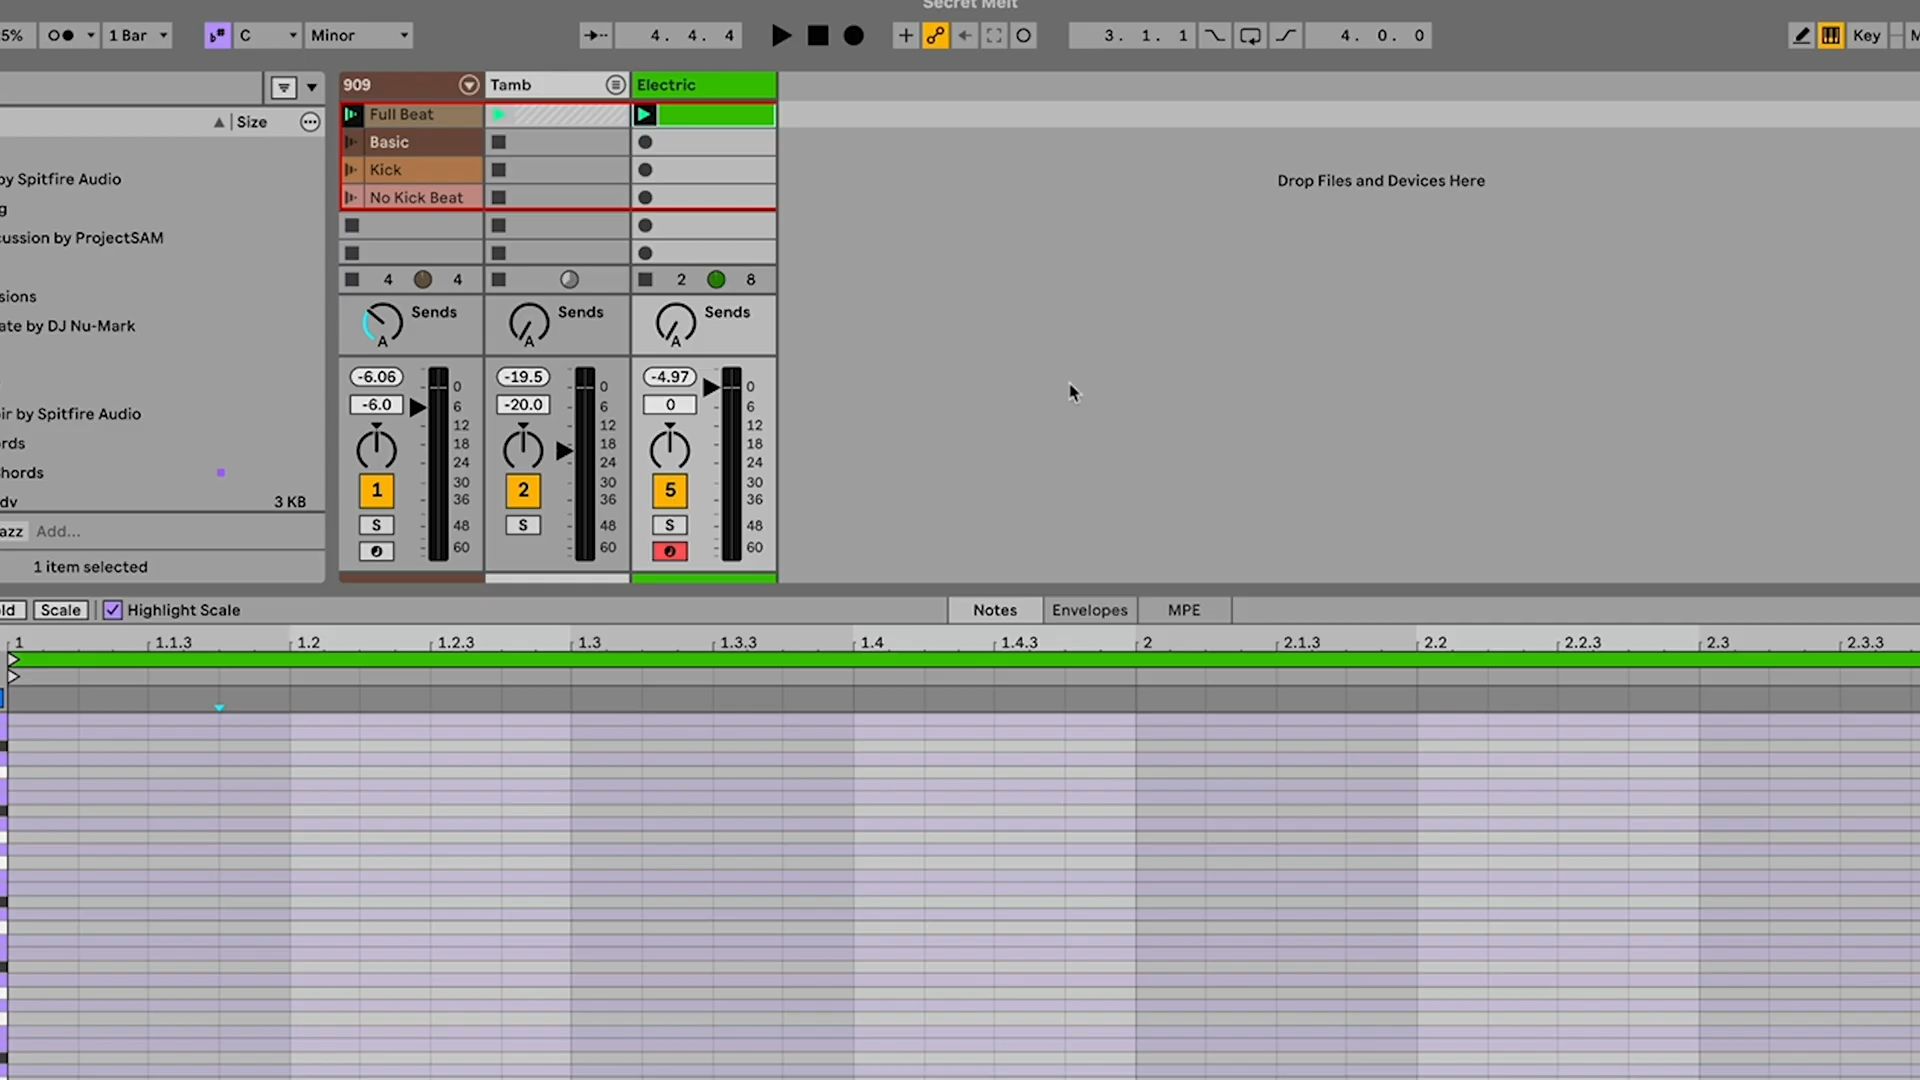 Secret Melt
5%
1 Bar
C
Minor
4. 4. 4
3. 1. 1
4. 0. 0
Key
M
909
Tamb
Electric
Size
Full Beat
Basic
Kick
No Kick Beat
Drop Files and Devices Here
by Spitfire Audio
g
cussion by ProjectSAM
sions
ate by DJ Nu-Mark
ir by Spitfire Audio
rds
hords
dv
3 KB
azz
Add...
1 item selected
4
4
2
8
Sends
A
Sends
A
Sends
A
-6.06
-6.0
1
S
0
6
12
18
24
30
36
48
60
-19.5
-20.0
2
S
0
6
12
18
24
30
36
48
60
-4.97
0
5
S
0
6
12
18
24
30
36
48
60
ld
Scale
Highlight Scale
Notes
Envelopes
MPE
1
1.1.3
1.2
1.2.3
1.3
1.3.3
1.4
1.4.3
2
2.1.3
2.2
2.2.3
2.3
2.3.3